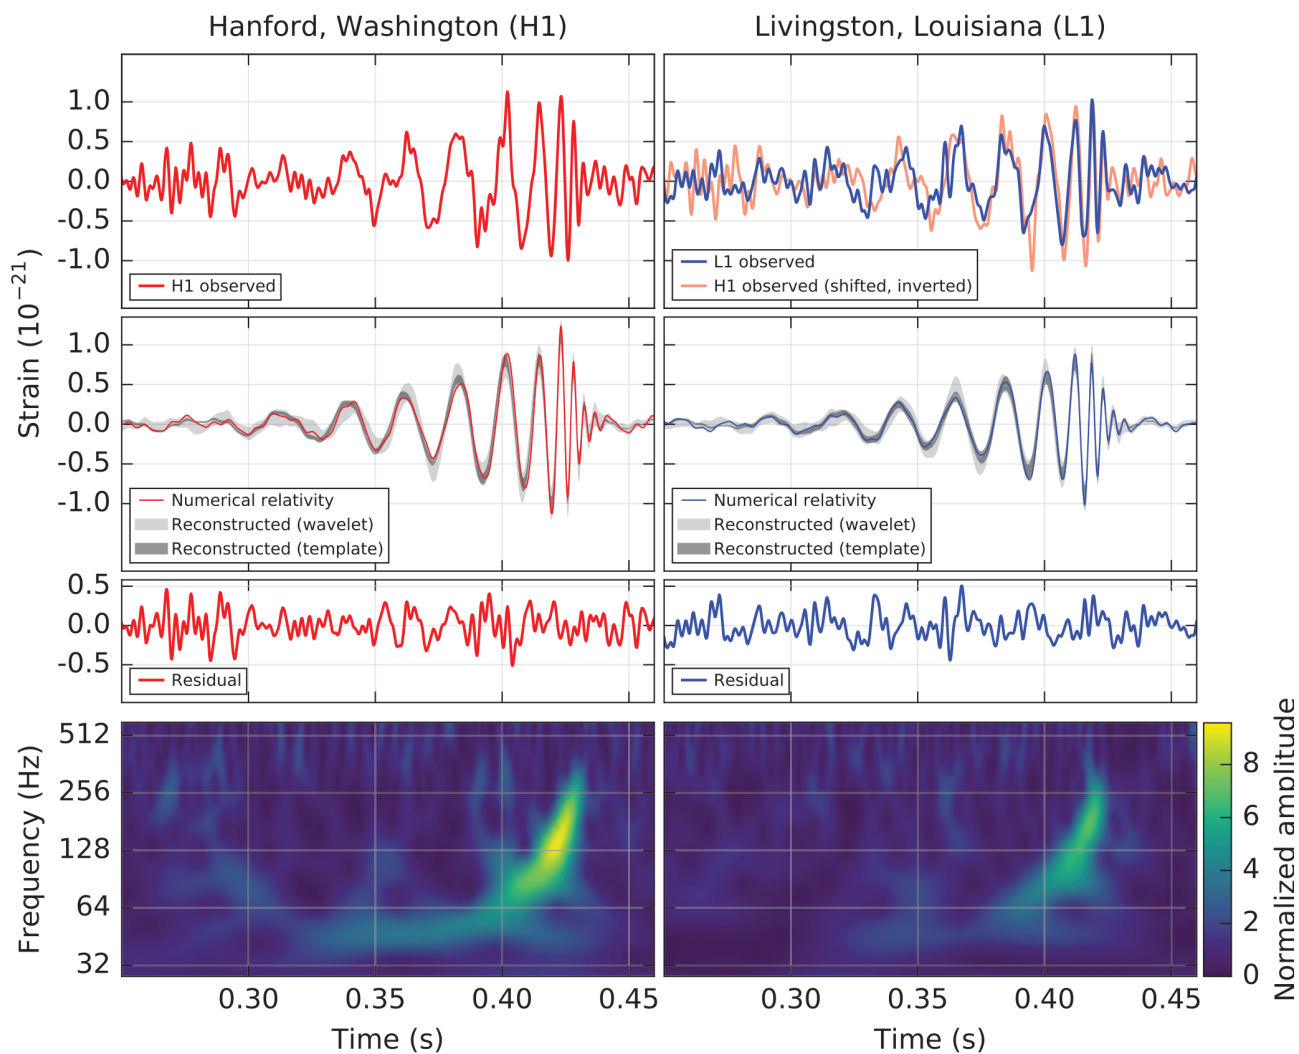 Hanford, Washington (H1)
Livingston, Louisiana (L1)
Strain (10⁻²¹)
1.0
0.5
0.0
-0.5
-1.0
H1 observed
L1 observed
H1 observed (shifted, inverted)
1.0
0.5
0.0
-0.5
-1.0
Numerical relativity
Reconstructed (wavelet)
Reconstructed (template)
Numerical relativity
Reconstructed (wavelet)
Reconstructed (template)
0.5
0.0
-0.5
Residual
Residual
Frequency (Hz)
512
256
128
64
32
Normalized amplitude
8
6
4
2
0
0.30 0.35 0.40 0.45
0.30 0.35 0.40 0.45
Time (s)
Time (s)